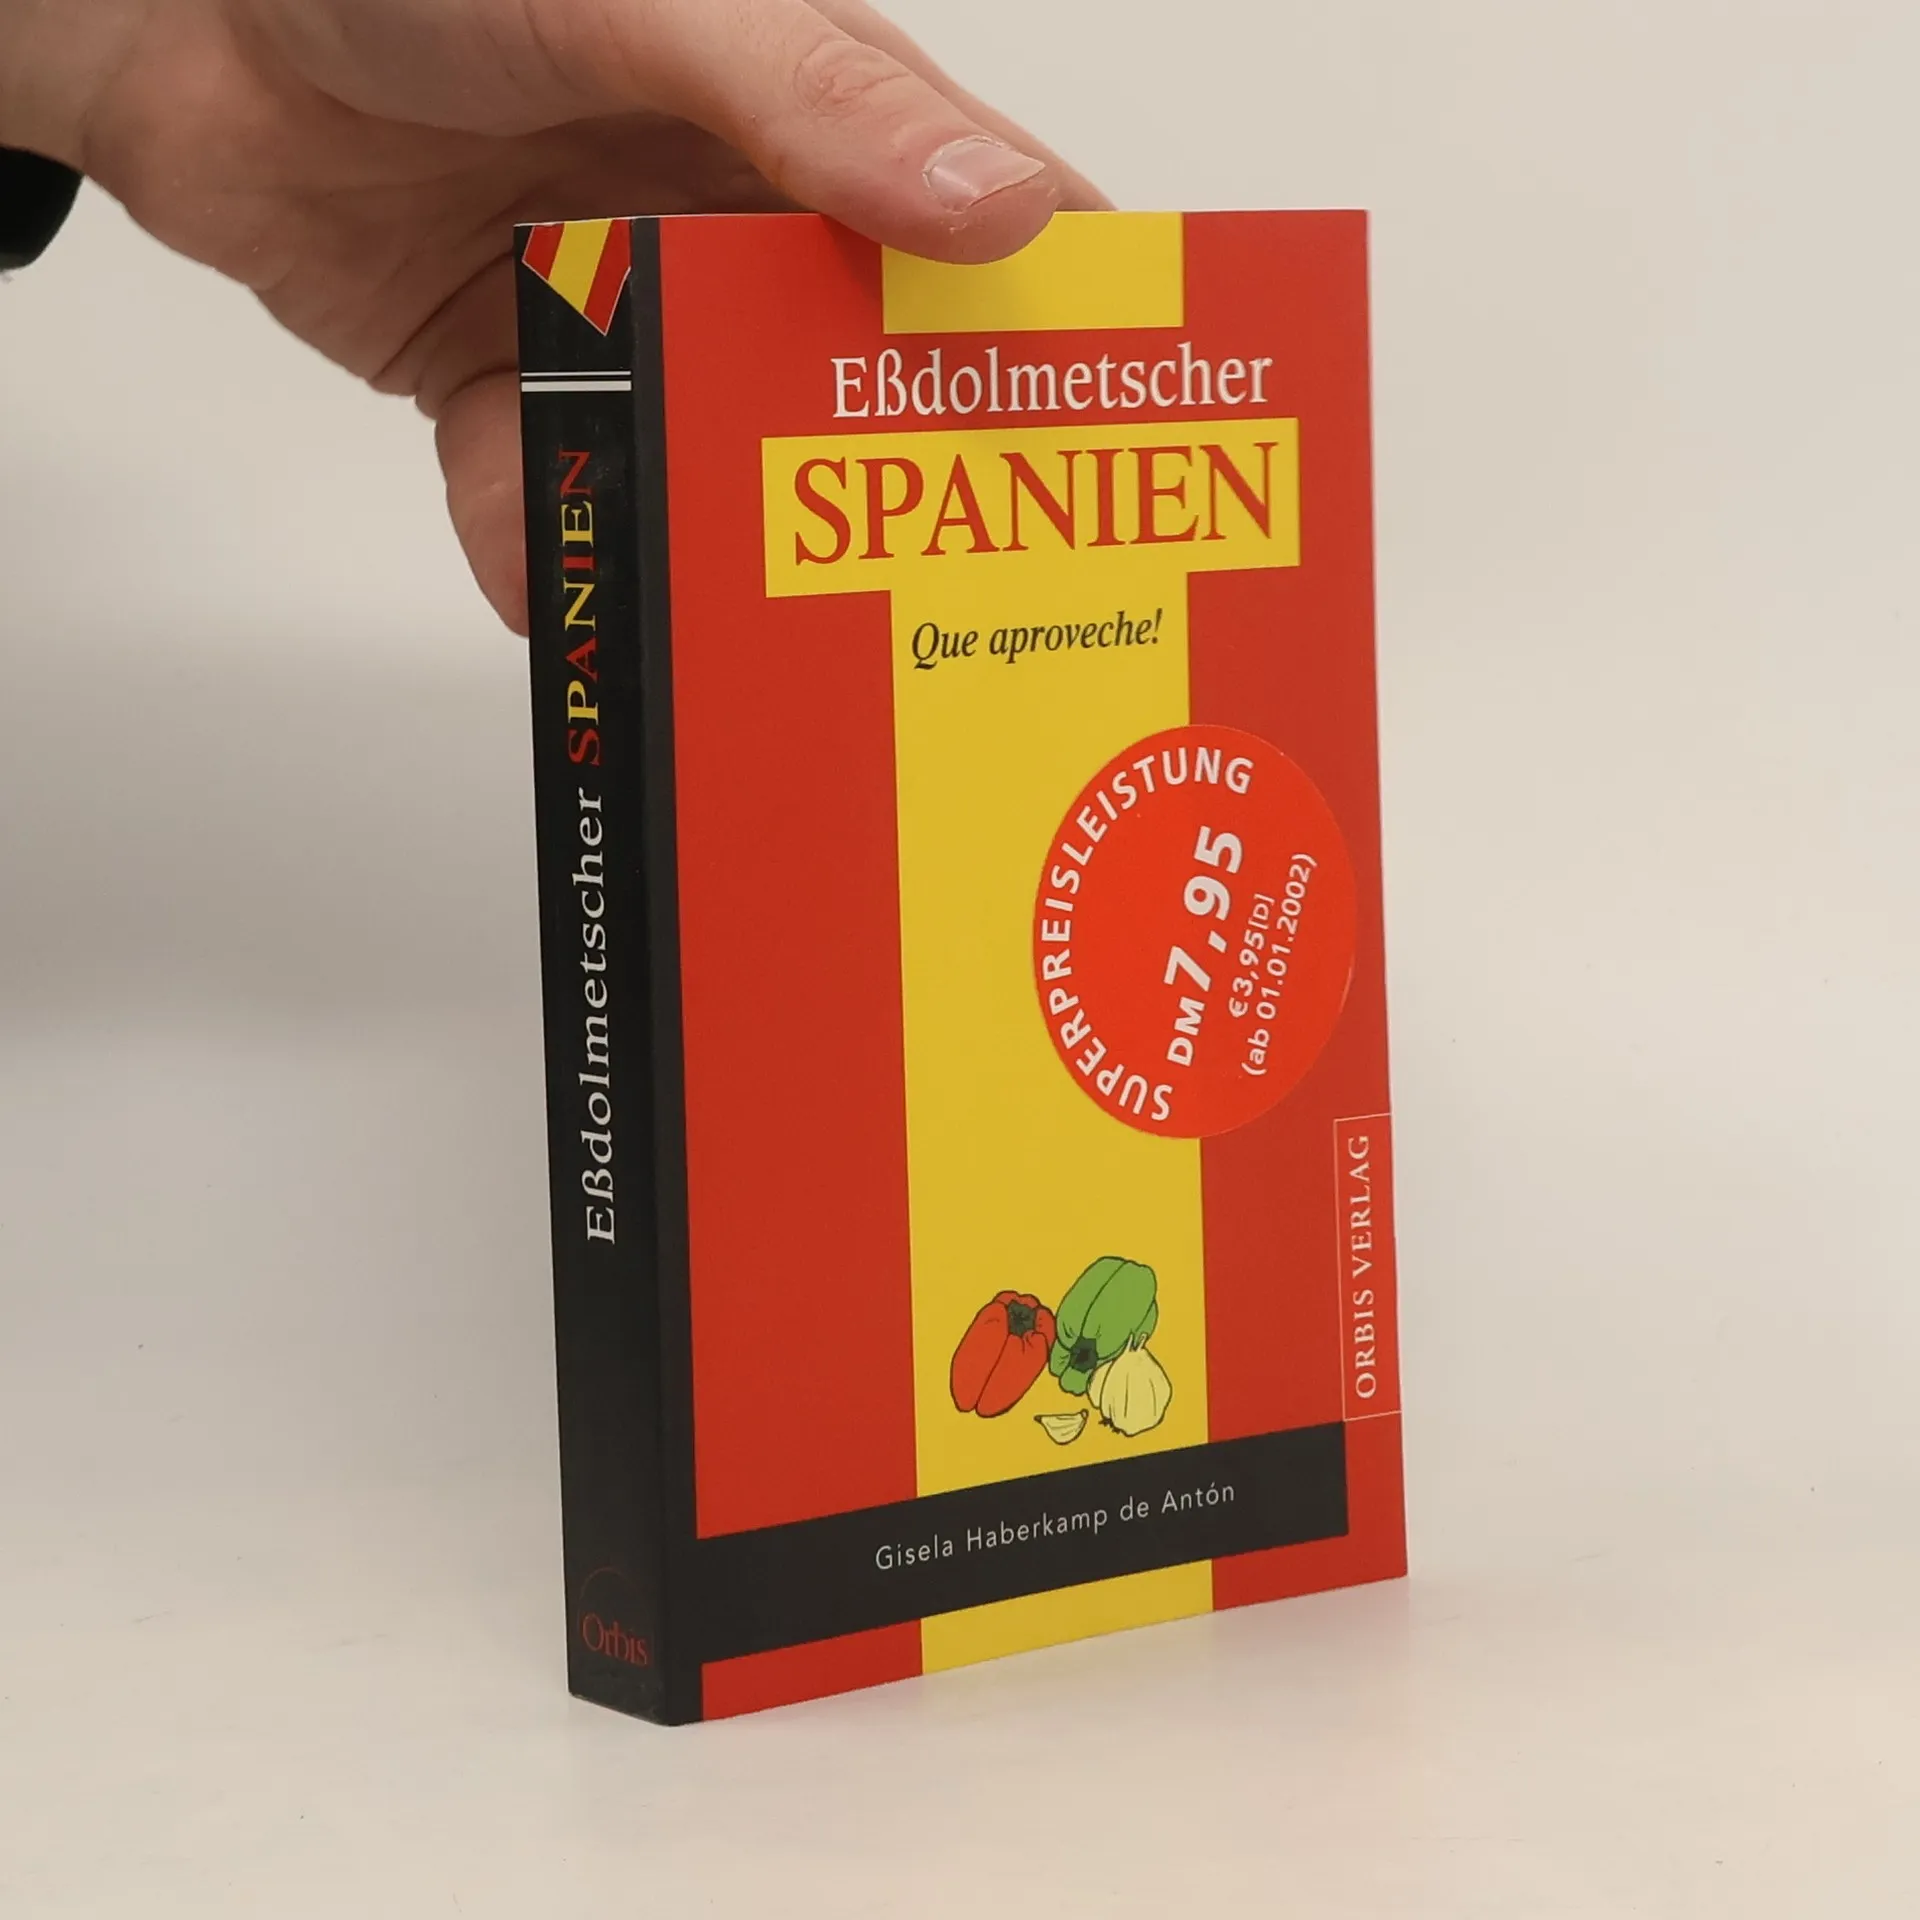 Eßdolmetscher
SPANIEN
Que aproveche!
SUPERPREISLEISTUNG
DM 7,95
€ 3,95[D]
(ab 01.01.2002)
ORBIS VERLAG
Gisela Haberkamp de Antón
Eßdolmetscher SPANIEN
Orbis